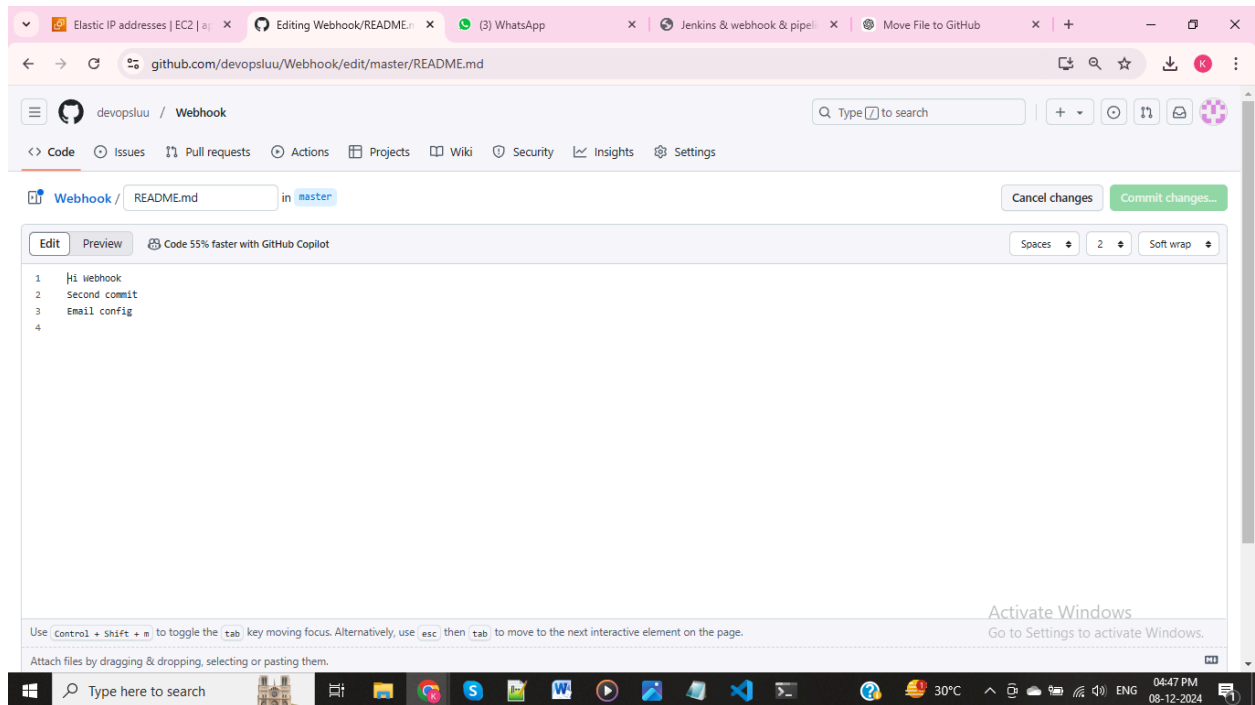 Elastic IP addresses | EC2 | ap
Editing Webhook/README.m
(3) WhatsApp
Jenkins & webhook & pipeli
Move File to GitHub
github.com/devopsluu/Webhook/edit/master/README.md
K
devopsluu / Webhook
Type / to search
<> Code Issues Pull requests Actions Projects Wiki Security Insights Settings
Webhook / README.md in master
Cancel changes Commit changes...
Edit Preview Code 55% faster with GitHub Copilot
Spaces 2 Soft wrap
1 Hi Webhook
2 Second commit
3 Email config
4
Activate Windows
Go to Settings to activate Windows.
Use Control + Shift + m to toggle the tab key moving focus. Alternatively, use esc then tab to move to the next interactive element on the page.
Attach files by dragging & dropping, selecting or pasting them.
Type here to search
30°C
ENG
04:47 PM
08-12-2024